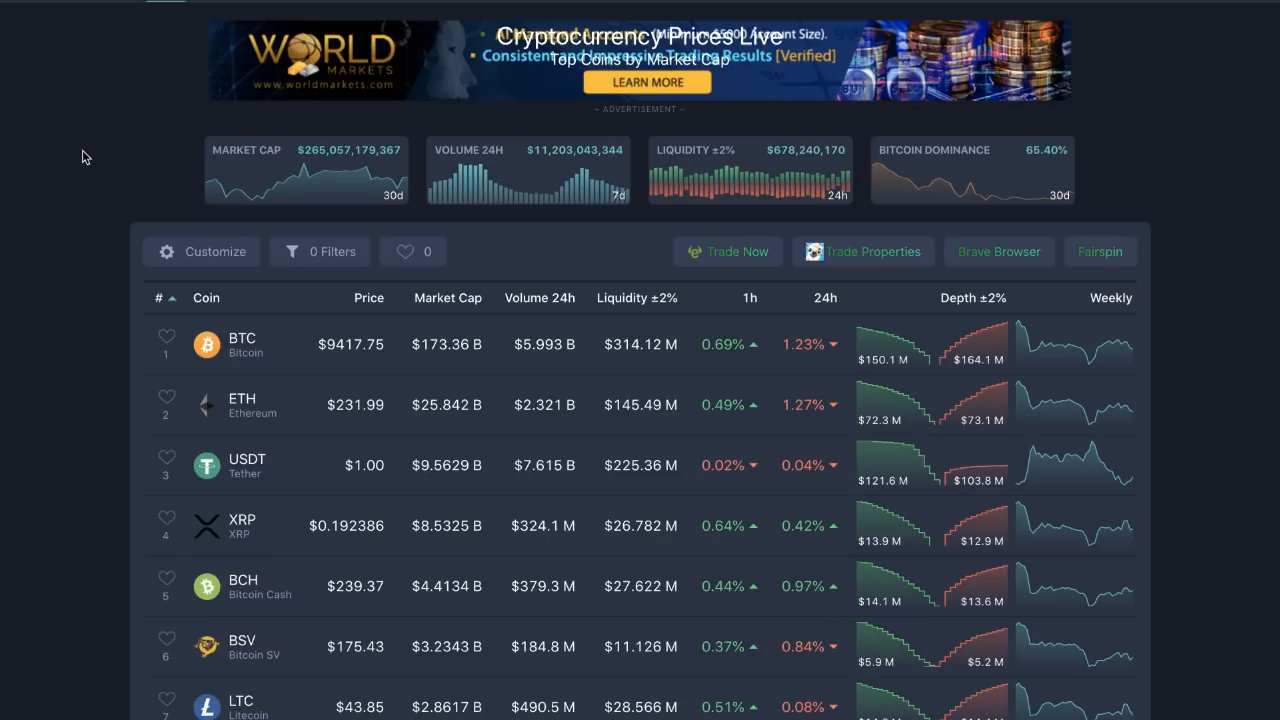 WORLD
MARKETS
www.worldmarkets.com
AI Managed Accounts (Minimum $5000 Account Size).
Cryptocurrency Prices Live
Consistent and Impressive Trading Results [Verified]
Top Coins by Market Cap
LEARN MORE
~ ADVERTISEMENT ~
MARKET CAP $265,057,179,367 30d
VOLUME 24H $11,203,043,344 7d
LIQUIDITY ±2% $678,240,170 24h
BITCOIN DOMINANCE 65.40% 30d
Customize 0 Filters 0 Trade Now Trade Properties Brave Browser Fairspin
# Coin Price Market Cap Volume 24h Liquidity ±2% 1h 24h Depth ±2% Weekly
1 BTC Bitcoin $9417.75 $173.36 B $5.993 B $314.12 M 0.69% 1.23% $150.1 M $164.1 M
2 ETH Ethereum $231.99 $25.842 B $2.321 B $145.49 M 0.49% 1.27% $72.3 M $73.1 M
3 USDT Tether $1.00 $9.5629 B $7.615 B $225.36 M 0.02% 0.04% $121.6 M $103.8 M
4 XRP XRP $0.192386 $8.5325 B $324.1 M $26.782 M 0.64% 0.42% $13.9 M $12.9 M
5 BCH Bitcoin Cash $239.37 $4.4134 B $379.3 M $27.622 M 0.44% 0.97% $14.1 M $13.6 M
6 BSV Bitcoin SV $175.43 $3.2343 B $184.8 M $11.126 M 0.37% 0.84% $5.9 M $5.2 M
7 LTC Litecoin $43.85 $2.8617 B $490.5 M $28.566 M 0.51% 0.08%